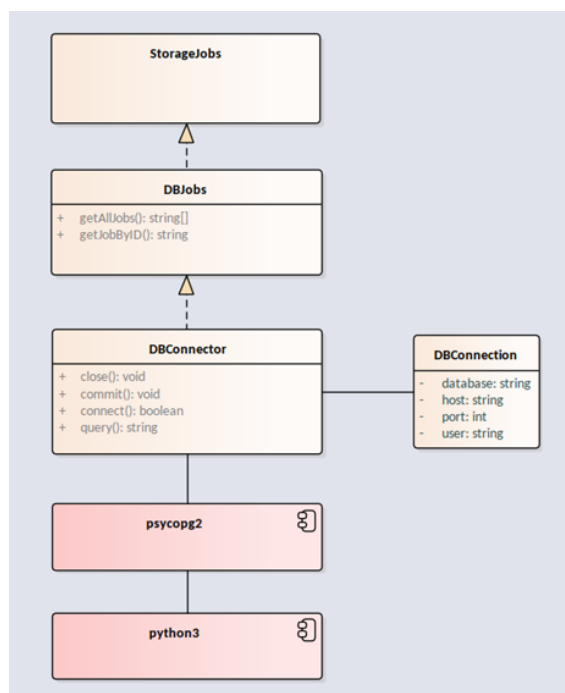 StorageJobs
DBJobs
+ getAllJobs(): string[]
+ getJobByID(): string
DBConnector
+ close(): void
+ commit(): void
+ connect(): boolean
+ query(): string
DBConnection
- database: string
- host: string
- port: int
- user: string
psycopg2
python3